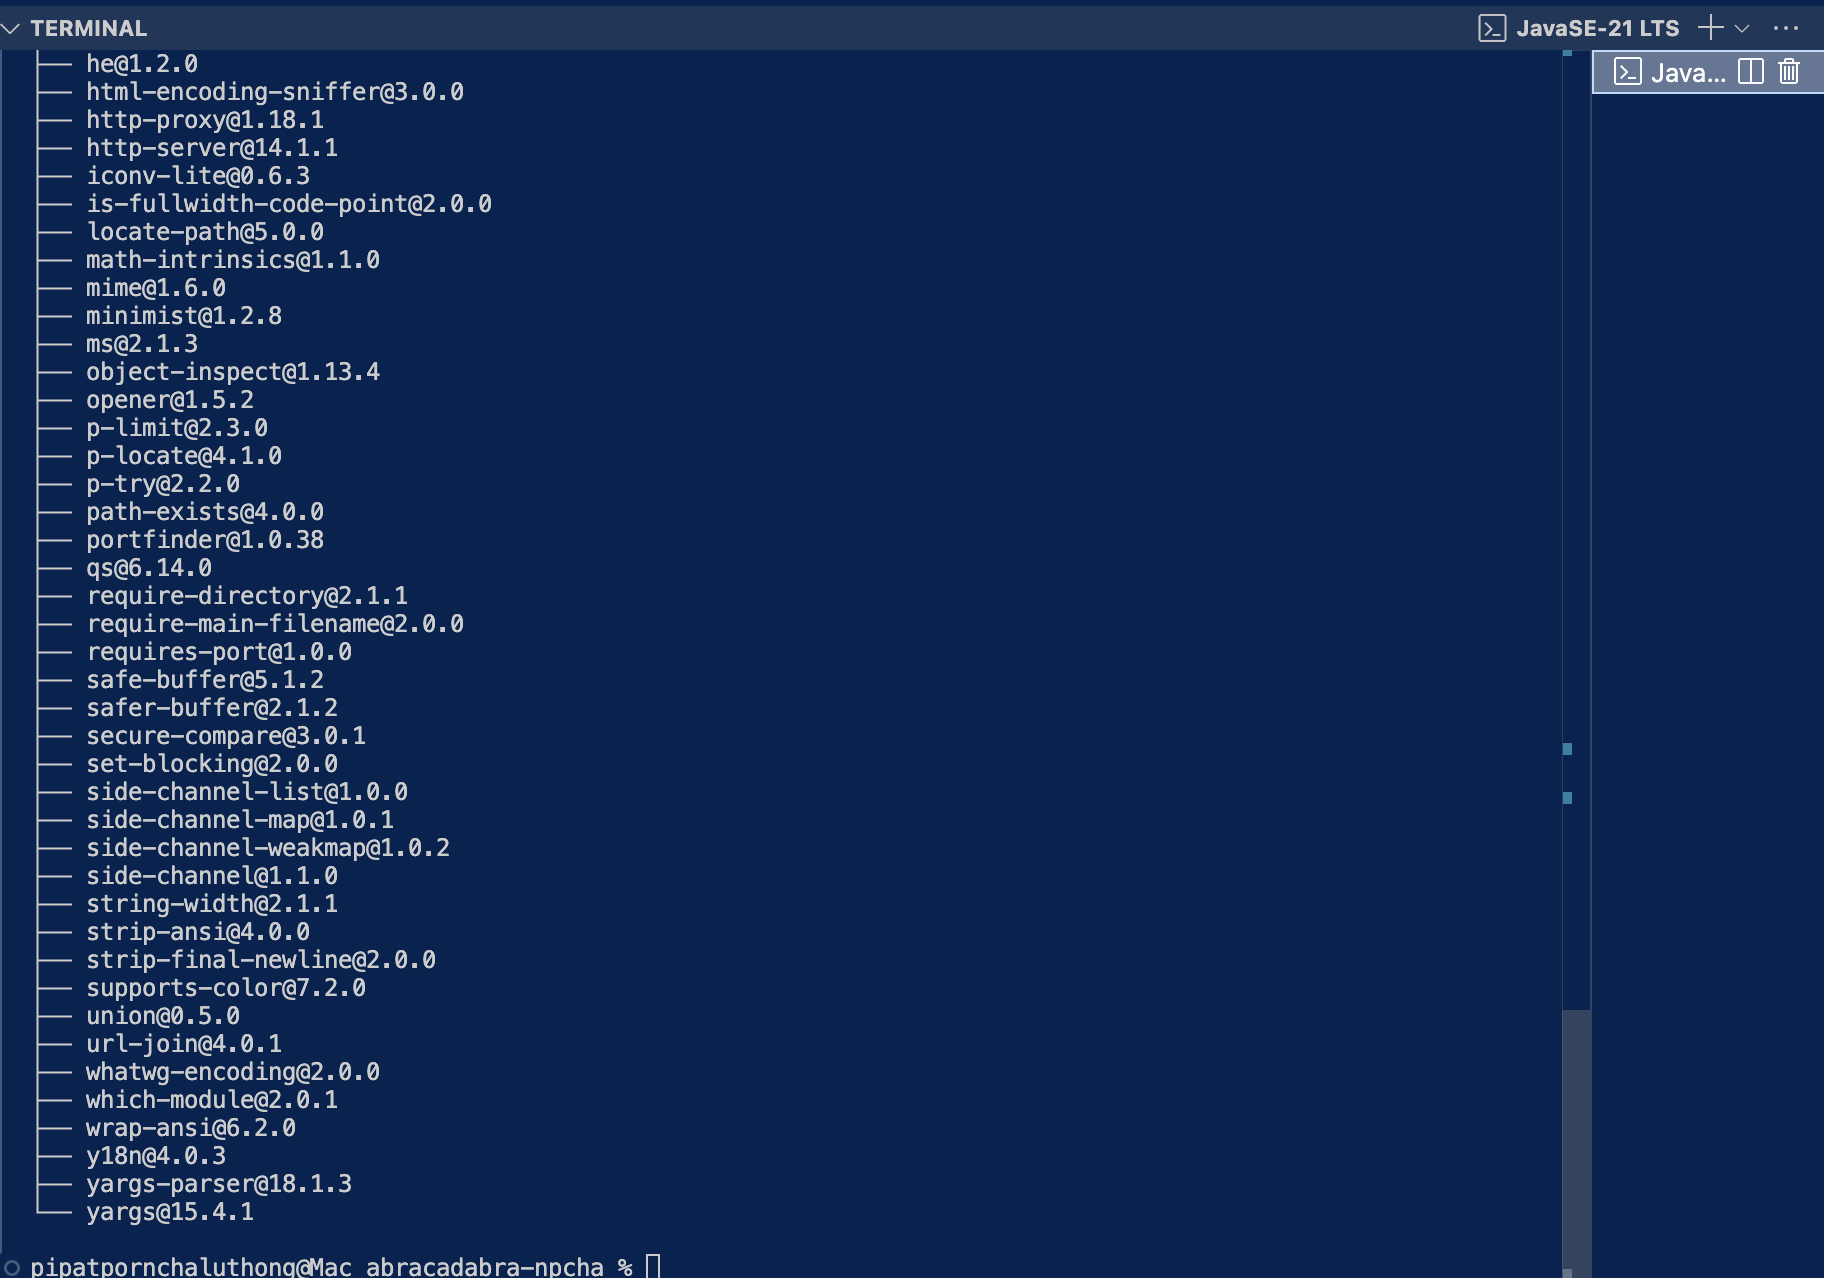 TERMINAL
JavaSE-21 LTS
Java...
├── he@1.2.0
├── html-encoding-sniffer@3.0.0
├── http-proxy@1.18.1
├── http-server@14.1.1
├── iconv-lite@0.6.3
├── is-fullwidth-code-point@2.0.0
├── locate-path@5.0.0
├── math-intrinsics@1.1.0
├── mime@1.6.0
├── minimist@1.2.8
├── ms@2.1.3
├── object-inspect@1.13.4
├── opener@1.5.2
├── p-limit@2.3.0
├── p-locate@4.1.0
├── p-try@2.2.0
├── path-exists@4.0.0
├── portfinder@1.0.38
├── qs@6.14.0
├── require-directory@2.1.1
├── require-main-filename@2.0.0
├── requires-port@1.0.0
├── safe-buffer@5.1.2
├── safer-buffer@2.1.2
├── secure-compare@3.0.1
├── set-blocking@2.0.0
├── side-channel-list@1.0.0
├── side-channel-map@1.0.1
├── side-channel-weakmap@1.0.2
├── side-channel@1.1.0
├── string-width@2.1.1
├── strip-ansi@4.0.0
├── strip-final-newline@2.0.0
├── supports-color@7.2.0
├── union@0.5.0
├── url-join@4.0.1
├── whatwg-encoding@2.0.0
├── which-module@2.0.1
├── wrap-ansi@6.2.0
├── y18n@4.0.3
├── yargs-parser@18.1.3
└── yargs@15.4.1
pipatpornchaluthong@Mac abracadabra-npcha %